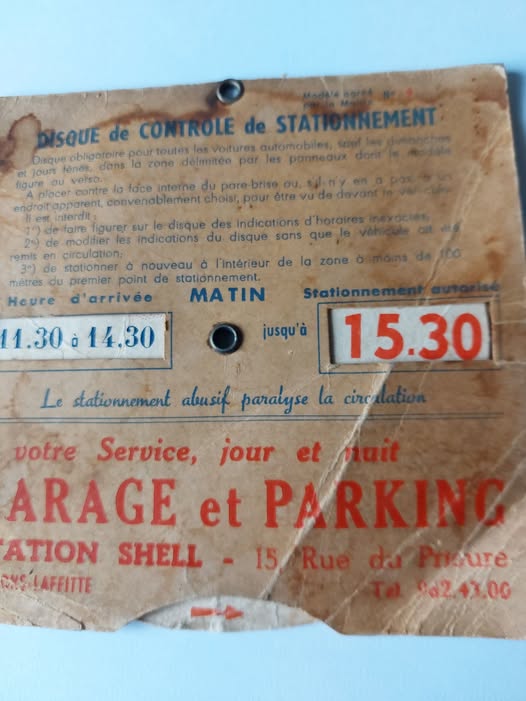 Modèle agréé N°
par le
DISQUE de CONTROLE de STATIONNEMENT
Disque obligatoire pour toutes les voitures automobiles, sauf les dimanches
et jours fériés, dans la zone délimitée par les panneaux dont le modèle
figure au verso.
A placer contre la face interne du pare-brise ou, s'il n'y en a pas,
endroit apparent, convenablement choisi, pour être vu de devant le véhicule.
Il est interdit :
1°) de faire figurer sur le disque des indications d'horaires inexactes,
2°) de modifier les indications du disque sans que le véhicule ait été
remis en circulation;
3°) de stationner à nouveau à l'intérieur de la zone à moins de 100
mètres du premier point de stationnement.
Heure d'arrivée MATIN Stationnement autorisé
11.30 à 14.30 jusqu'à 15.30
Le stationnement abusif paralyse la circulation
votre Service, jour et nuit
ARAGE et PARKING
TATION SHELL - 15, Rue du Prieuré
ONS-LAFFITTE Tél. 962.43.00